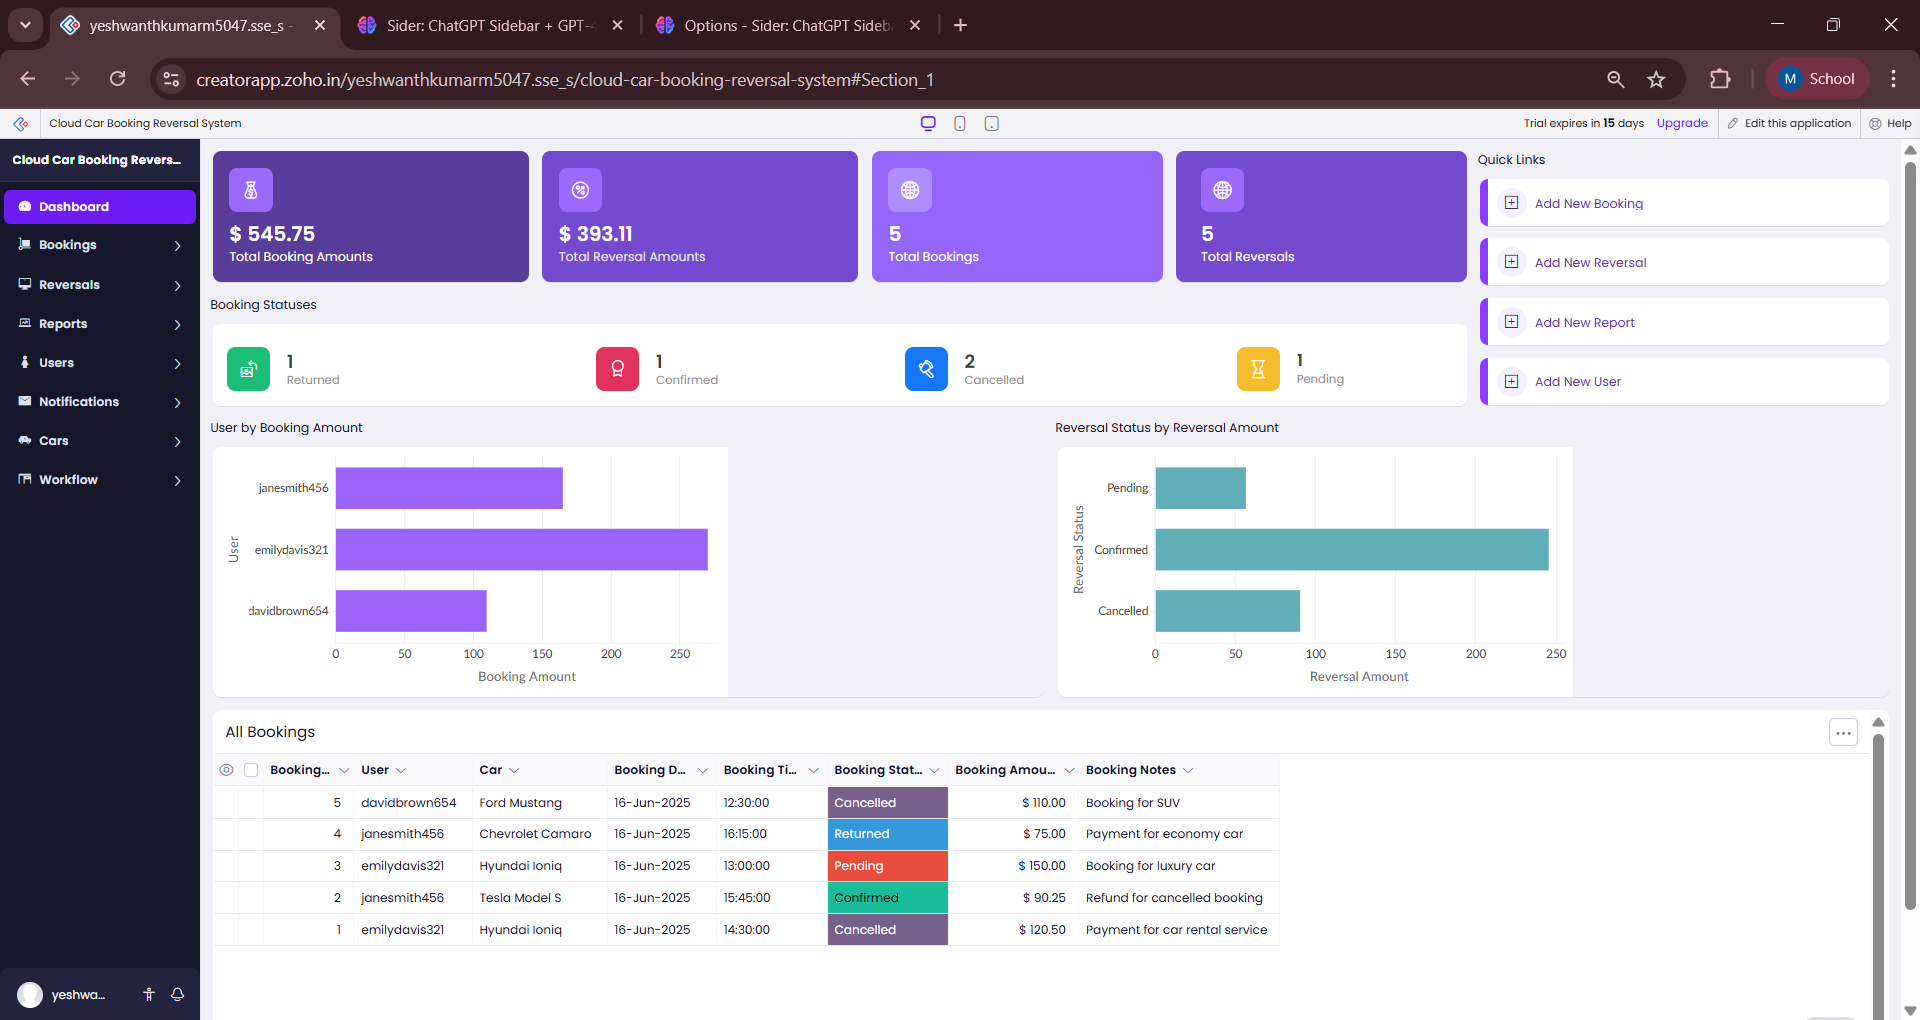 yeshwanthkumarm5047.sse_s -
Sider: ChatGPT Sidebar + GPT-4
Options - Sider: ChatGPT Sideb
creatorapp.zoho.in/yeshwanthkumarm5047.sse_s/cloud-car-booking-reversal-system#Section_1
M School
Cloud Car Booking Reversal System
Trial expires in 15 days Upgrade Edit this application Help
Cloud Car Booking Revers...
Dashboard
Bookings
Reversals
Reports
Users
Notifications
Cars
Workflow
yeshwa...
$ 545.75
Total Booking Amounts
$ 393.11
Total Reversal Amounts
5
Total Bookings
5
Total Reversals
Quick Links
Add New Booking
Add New Reversal
Add New Report
Add New User
Booking Statuses
1
Returned
1
Confirmed
2
Cancelled
1
Pending
User by Booking Amount
User
janesmith456
emilydavis321
davidbrown654
0 50 100 150 200 250
Booking Amount
Reversal Status by Reversal Amount
Reversal Status
Pending
Confirmed
Cancelled
0 50 100 150 200 250
Reversal Amount
All Bookings
Booking... User Car Booking D... Booking Ti... Booking Stat... Booking Amou... Booking Notes
5 davidbrown654 Ford Mustang 16-Jun-2025 12:30:00 Cancelled $ 110.00 Booking for SUV
4 janesmith456 Chevrolet Camaro 16-Jun-2025 16:15:00 Returned $ 75.00 Payment for economy car
3 emilydavis321 Hyundai Ioniq 16-Jun-2025 13:00:00 Pending $ 150.00 Booking for luxury car
2 janesmith456 Tesla Model S 16-Jun-2025 15:45:00 Confirmed $ 90.25 Refund for cancelled booking
1 emilydavis321 Hyundai Ioniq 16-Jun-2025 14:30:00 Cancelled $ 120.50 Payment for car rental service